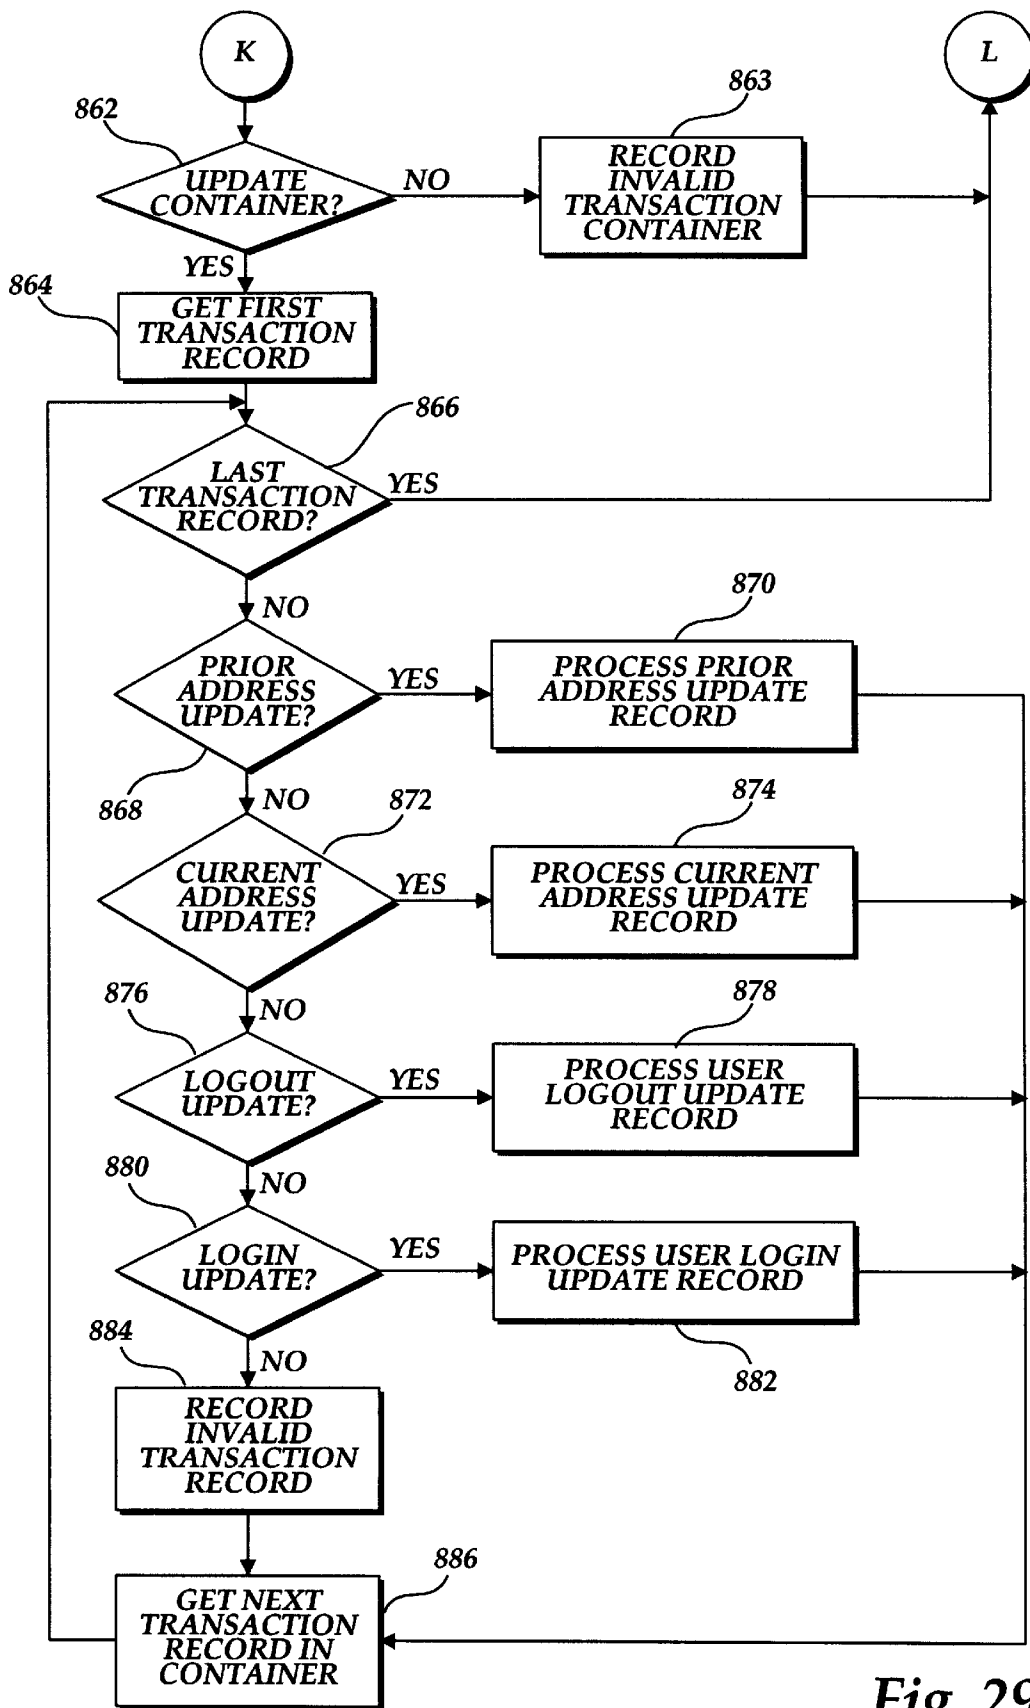 K
L
862
863
UPDATE
CONTAINER?
NO
RECORD
INVALID
TRANSACTION
CONTAINER
YES
864
GET FIRST
TRANSACTION
RECORD
866
LAST
TRANSACTION
RECORD?
YES
NO
870
PRIOR
ADDRESS
UPDATE?
YES
PROCESS PRIOR
ADDRESS UPDATE
RECORD
868
NO
872
874
CURRENT
ADDRESS
UPDATE?
YES
PROCESS CURRENT
ADDRESS UPDATE
RECORD
876
NO
878
LOGOUT
UPDATE?
YES
PROCESS USER
LOGOUT UPDATE
RECORD
880
NO
LOGIN
UPDATE?
YES
PROCESS USER LOGIN
UPDATE RECORD
884
NO
882
RECORD
INVALID
TRANSACTION
RECORD
886
GET NEXT
TRANSACTION
RECORD IN
CONTAINER
Fig. 29